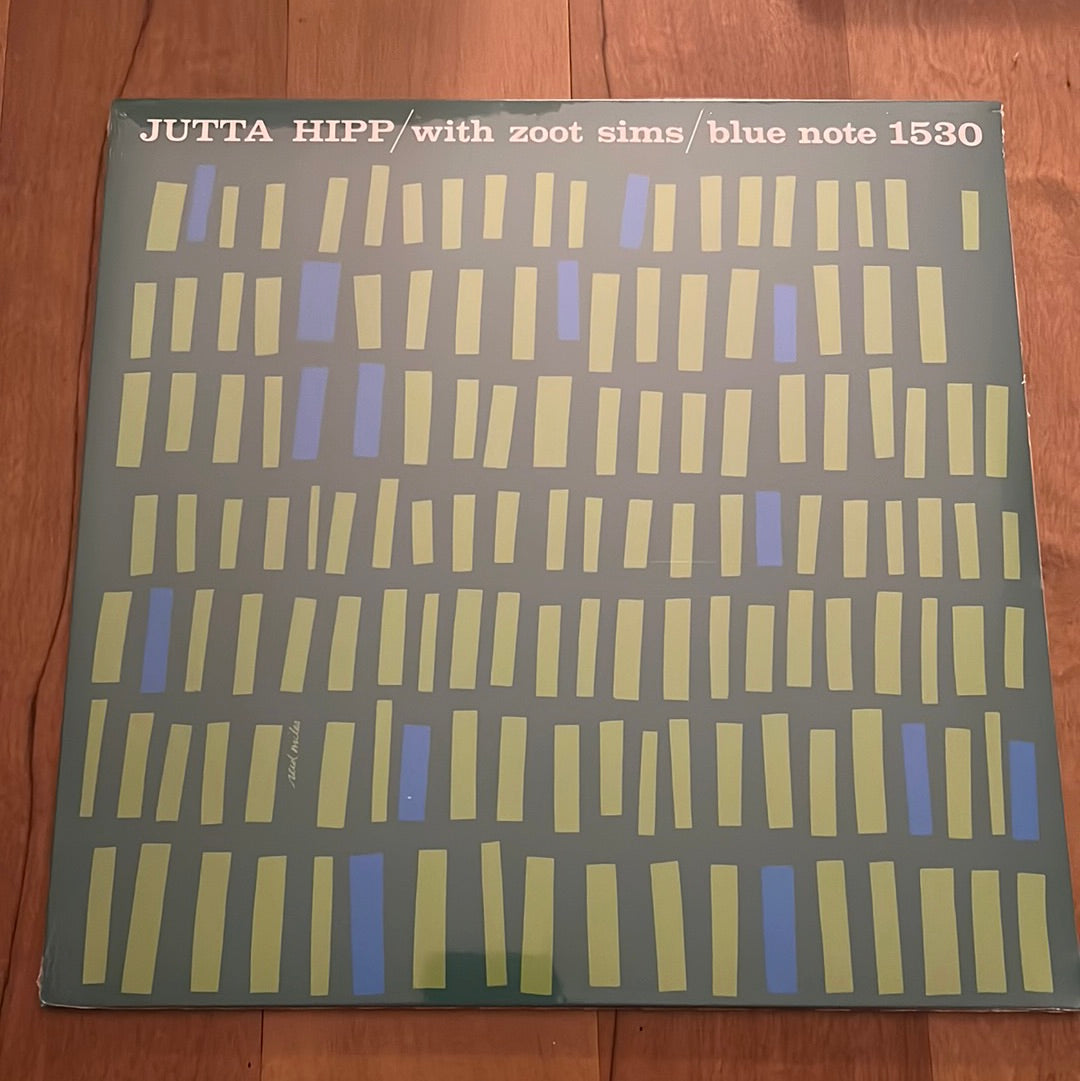 JUTTA HIPP/with zoot sims/blue note 1530
reid miles